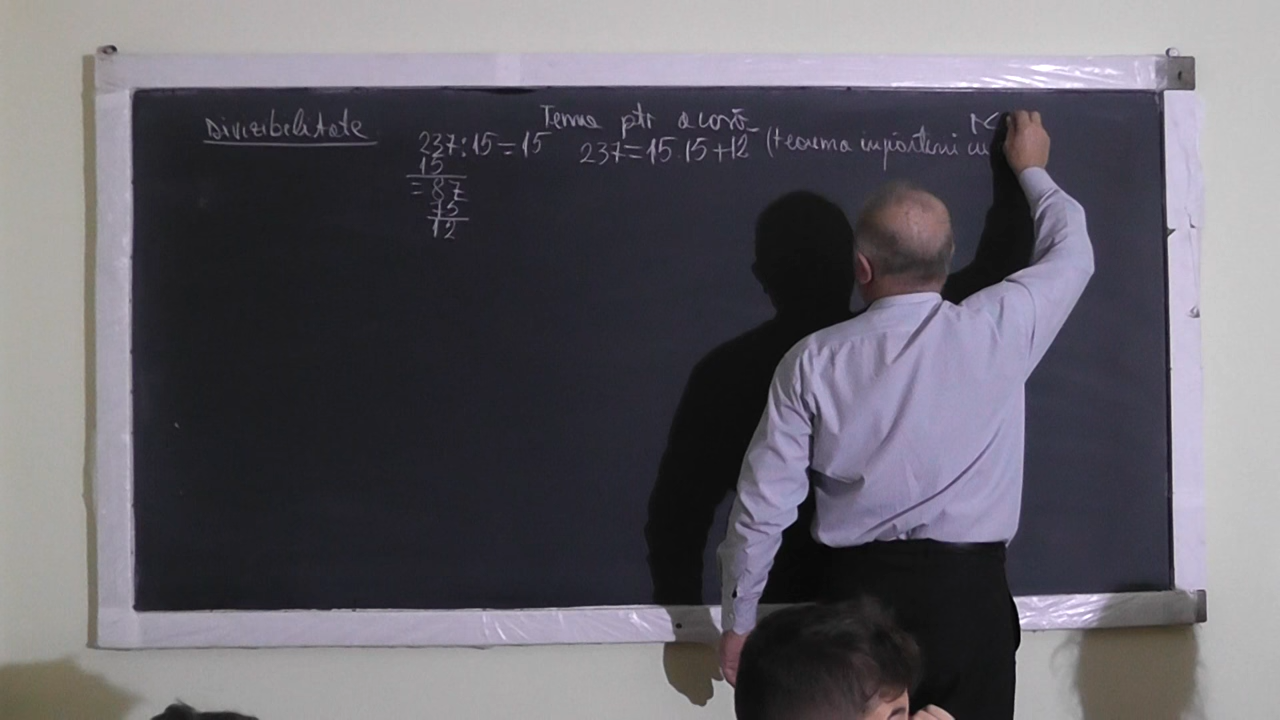 Divizibilitate
Tema ptr acasă
237:15=15 237=15.15+12 (teorema împărțirii cu
15
=87
75
12